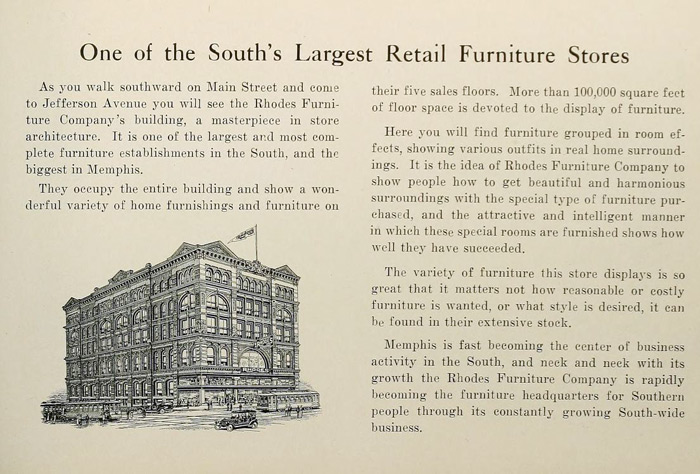 One of the South's Largest Retail Furniture Stores
As you walk southward on Main Street and come
to Jefferson Avenue you will see the Rhodes Furni-
ture Company's building, a masterpiece in store
architecture. It is one of the largest and most com-
plete furniture establishments in the South, and the
biggest in Memphis.
They occupy the entire building and show a won-
derful variety of home furnishings and furniture on
their five sales floors. More than 100,000 square feet
of floor space is devoted to the display of furniture.
Here you will find furniture grouped in room ef-
fects, showing various outfits in real home surround-
ings. It is the idea of Rhodes Furniture Company to
show people how to get beautiful and harmonious
surroundings with the special type of furniture pur-
chased, and the attractive and intelligent manner
in which these special rooms are furnished shows how
well they have succeeded.
The variety of furniture this store displays is so
great that it matters not how reasonable or costly
furniture is wanted, or what style is desired, it can
be found in their extensive stock.
Memphis is fast becoming the center of business
activity in the South, and neck and neck with its
growth the Rhodes Furniture Company is rapidly
becoming the furniture headquarters for Southern
people through its constantly growing South-wide
business.